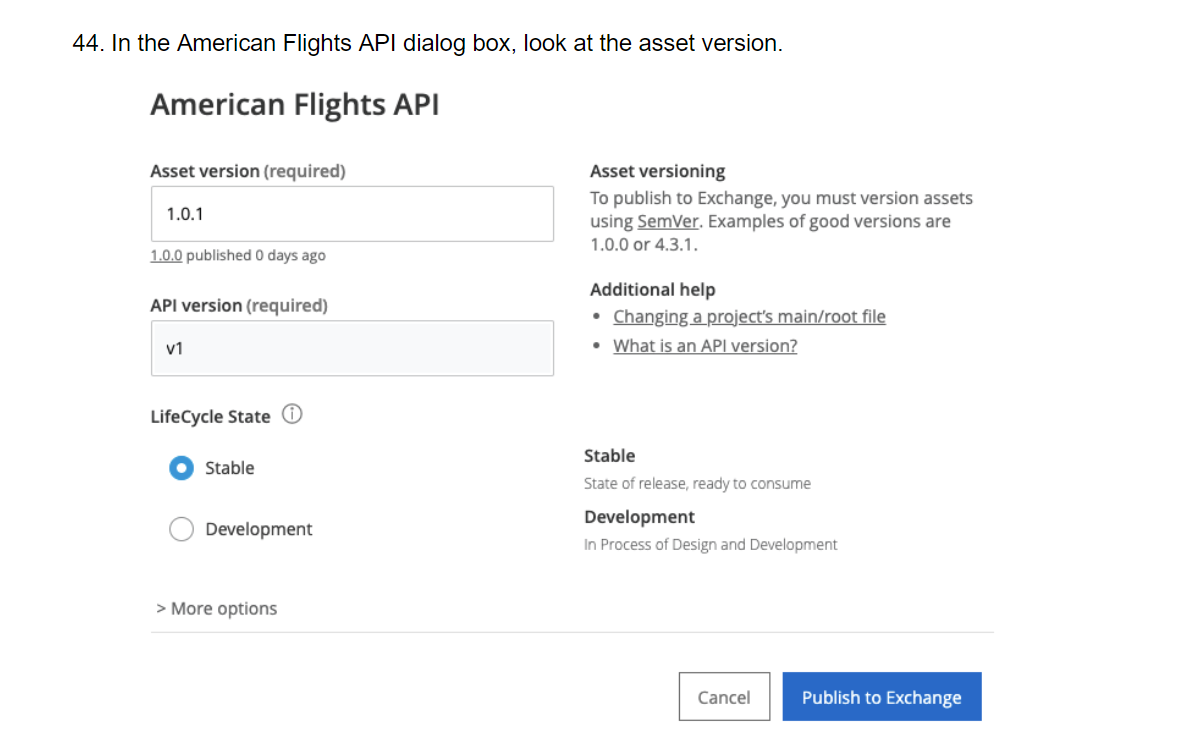 44. In the American Flights API dialog box, look at the asset version.
American Flights API
Asset version (required)
1.0.1
1.0.0 published 0 days ago
API version (required)
v1
LifeCycle State
Stable
Development
> More options
Asset versioning
To publish to Exchange, you must version assets
using SemVer. Examples of good versions are
1.0.0 or 4.3.1.
Additional help
• Changing a project's main/root file
• What is an API version?
Stable
State of release, ready to consume
Development
In Process of Design and Development
Cancel
Publish to Exchange